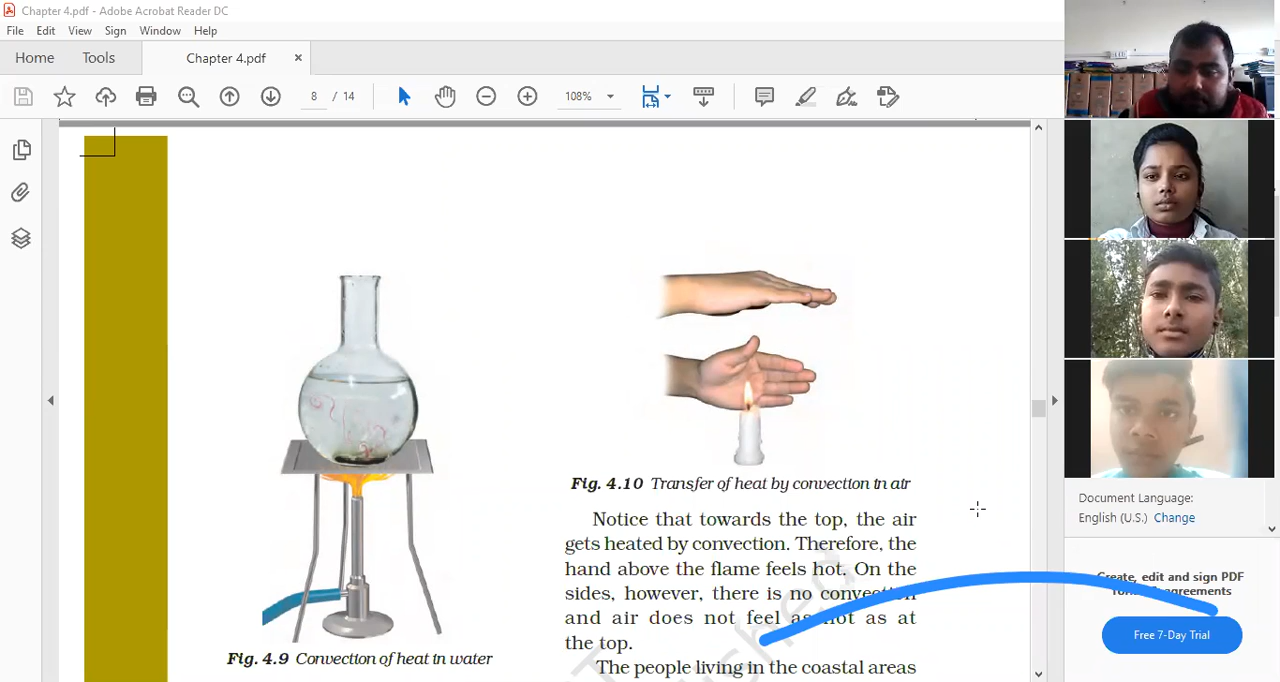 Chapter 4.pdf - Adobe Acrobat Reader DC
File Edit View Sign Window Help
Home Tools Chapter 4.pdf ×
8 / 14 108%
Fig. 4.9 Convection of heat in water
Fig. 4.10 Transfer of heat by convection in air
Notice that towards the top, the air
gets heated by convection. Therefore, the
hand above the flame feels hot. On the
sides, however, there is no convection
and air does not feel as hot as at
the top.
The people living in the coastal areas
Document Language:
English (U.S.) Change
Create, edit and sign PDF
agreements
Free 7-Day Trial